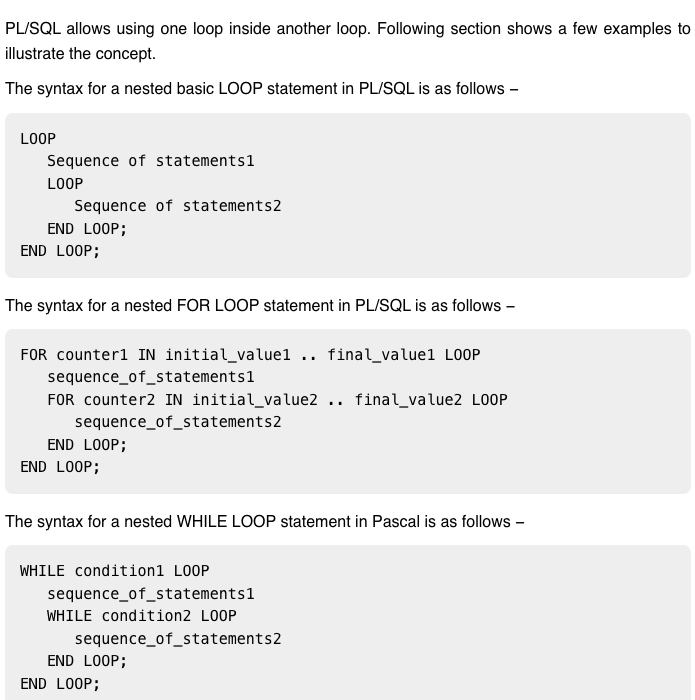 PL/SQL allows using one loop inside another loop. Following section shows a few examples to
illustrate the concept.
The syntax for a nested basic LOOP statement in PL/SQL is as follows –
LOOP
   Sequence of statements1
   LOOP
      Sequence of statements2
   END LOOP;
END LOOP;
The syntax for a nested FOR LOOP statement in PL/SQL is as follows –
FOR counter1 IN initial_value1 .. final_value1 LOOP
   sequence_of_statements1
   FOR counter2 IN initial_value2 .. final_value2 LOOP
      sequence_of_statements2
   END LOOP;
END LOOP;
The syntax for a nested WHILE LOOP statement in Pascal is as follows –
WHILE condition1 LOOP
   sequence_of_statements1
   WHILE condition2 LOOP
      sequence_of_statements2
   END LOOP;
END LOOP;